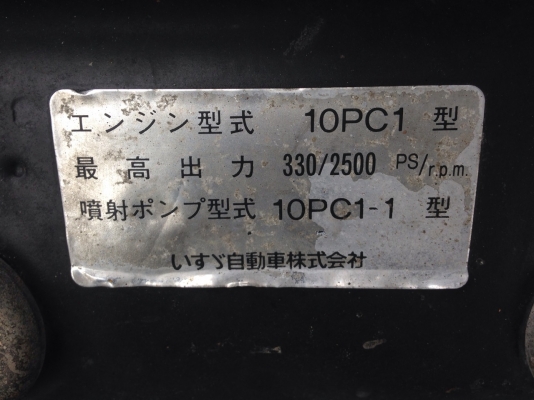 エンジン型式 10PC1 型
最高出力 330/2500 PS/r.p.m.
噴射ポンプ型式 10PC1-1 型
いすゞ自動車株式会社